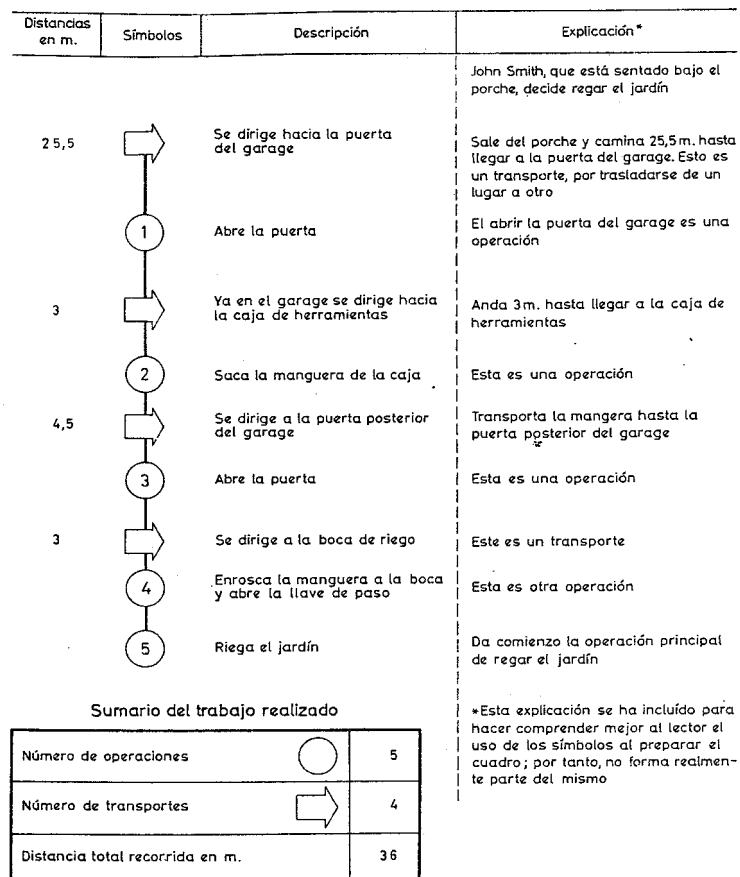 Distancias en m.
Símbolos
Descripción
Explicación*
John Smith, que está sentado bajo el
porche, decide regar el jardín
25,5
Se dirige hacia la puerta
del garage
Sale del porche y camina 25,5 m. hasta
llegar a la puerta del garage. Esto es
un transporte, por trasladarse de un
lugar a otro
1
Abre la puerta
El abrir la puerta del garage es una
operación
3
Ya en el garage se dirige hacia
la caja de herramientas
Anda 3 m. hasta llegar a la caja de
herramientas
2
Saca la manguera de la caja
Esta es una operación
4,5
Se dirige a la puerta posterior
del garage
Transporta la mangera hasta la
puerta posterior del garage
3
Abre la puerta
Esta es una operación
3
Se dirige a la boca de riego
Este es un transporte
4
Enrosca la manguera a la boca
y abre la llave de paso
Esta es otra operación
5
Riega el jardín
Da comienzo la operación principal
de regar el jardín
Sumario del trabajo realizado
Número de operaciones
5
Número de transportes
4
Distancia total recorrida en m.
36
*Esta explicación se ha incluído para
hacer comprender mejor al lector el
uso de los símbolos al preparar el
cuadro; por tanto, no forma realmen-
te parte del mismo